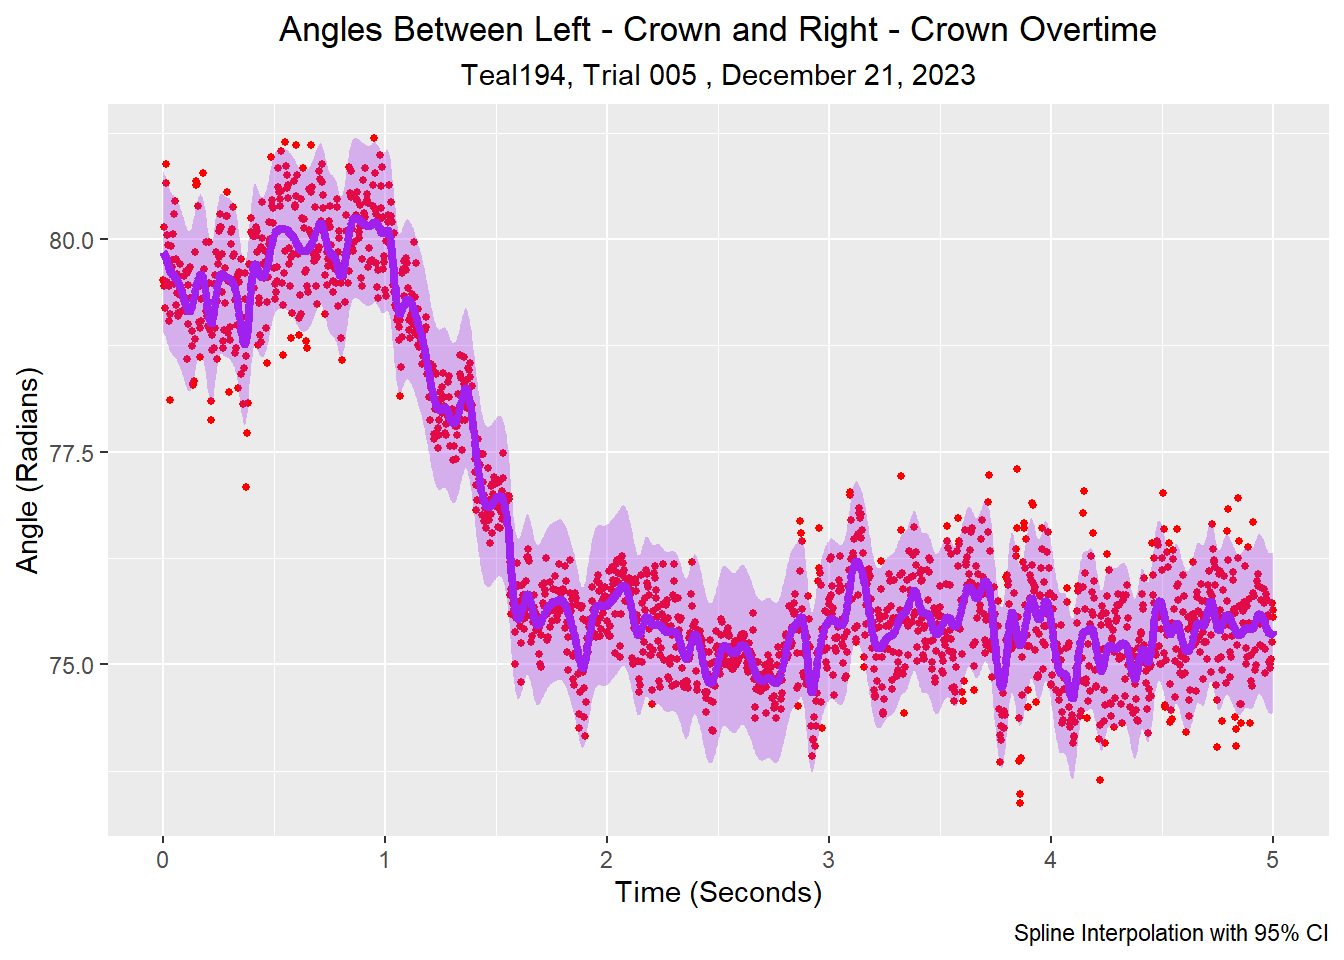 Angles Between Left - Crown and Right - Crown Overtime
Teal194, Trial 005 , December 21, 2023
Angle (Radians)
80.0
77.5
75.0
0 1 2 3 4 5
Time (Seconds)
Spline Interpolation with 95% CI